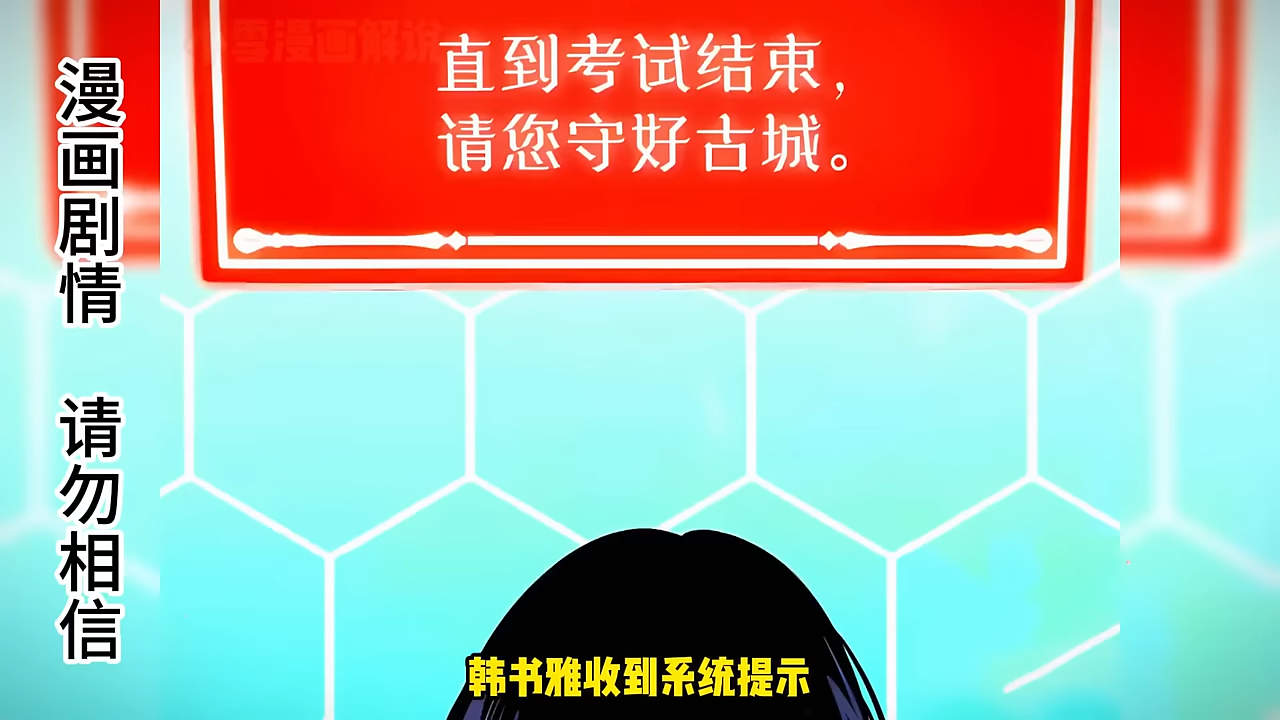 直到考试结束，
请您守好古城。
漫画剧情 请勿相信
韩书雅收到系统提示